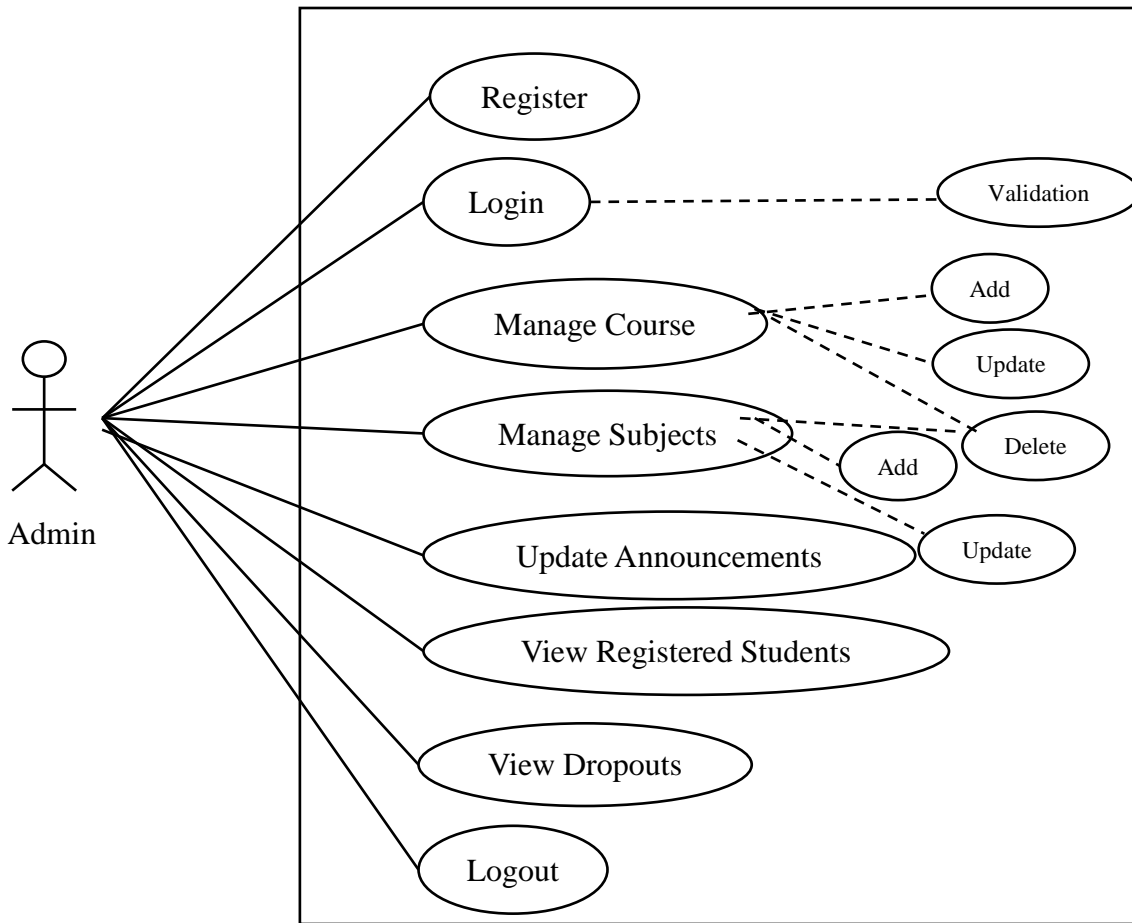 Register
Login
Validation
Add
Manage Course
Update
Manage Subjects
Delete
Add
Admin
Update Announcements
Update
View Registered Students
View Dropouts
Logout